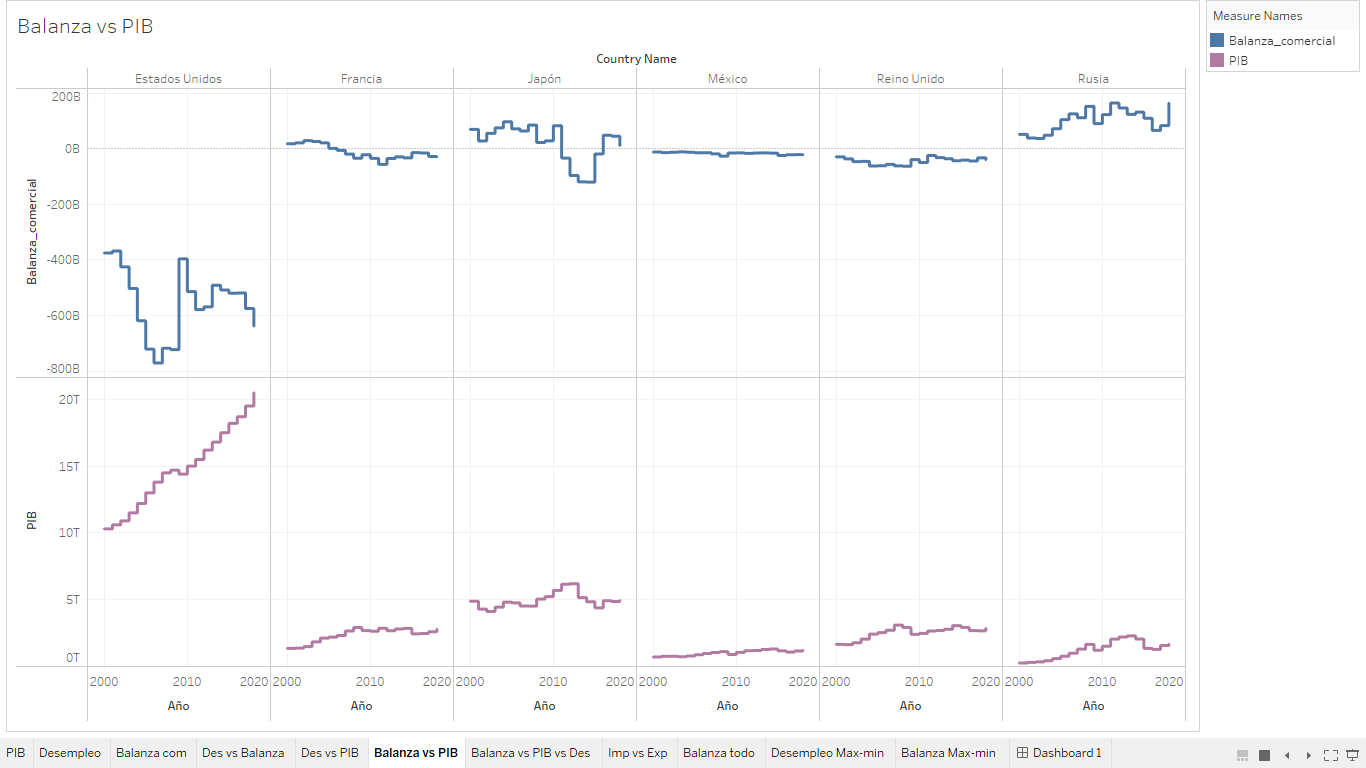 Balanza vs PIB
Measure Names
Balanza_comercial
PIB
Country Name
Estados Unidos Francia Japón México Reino Unido Rusia
Balanza_comercial
200B
0B
-200B
-400B
-600B
-800B
PIB
20T
15T
10T
5T
0T
2000 2010 2020 2000 2010 2020 2000 2010 2020 2000 2010 2020 2000 2010 2020 2000 2010 2020
Año Año Año Año Año Año
PIB Desempleo Balanza com Des vs Balanza Des vs PIB Balanza vs PIB Balanza vs PIB vs Des Imp vs Exp Balanza todo Desempleo Max-min Balanza Max-min Dashboard 1